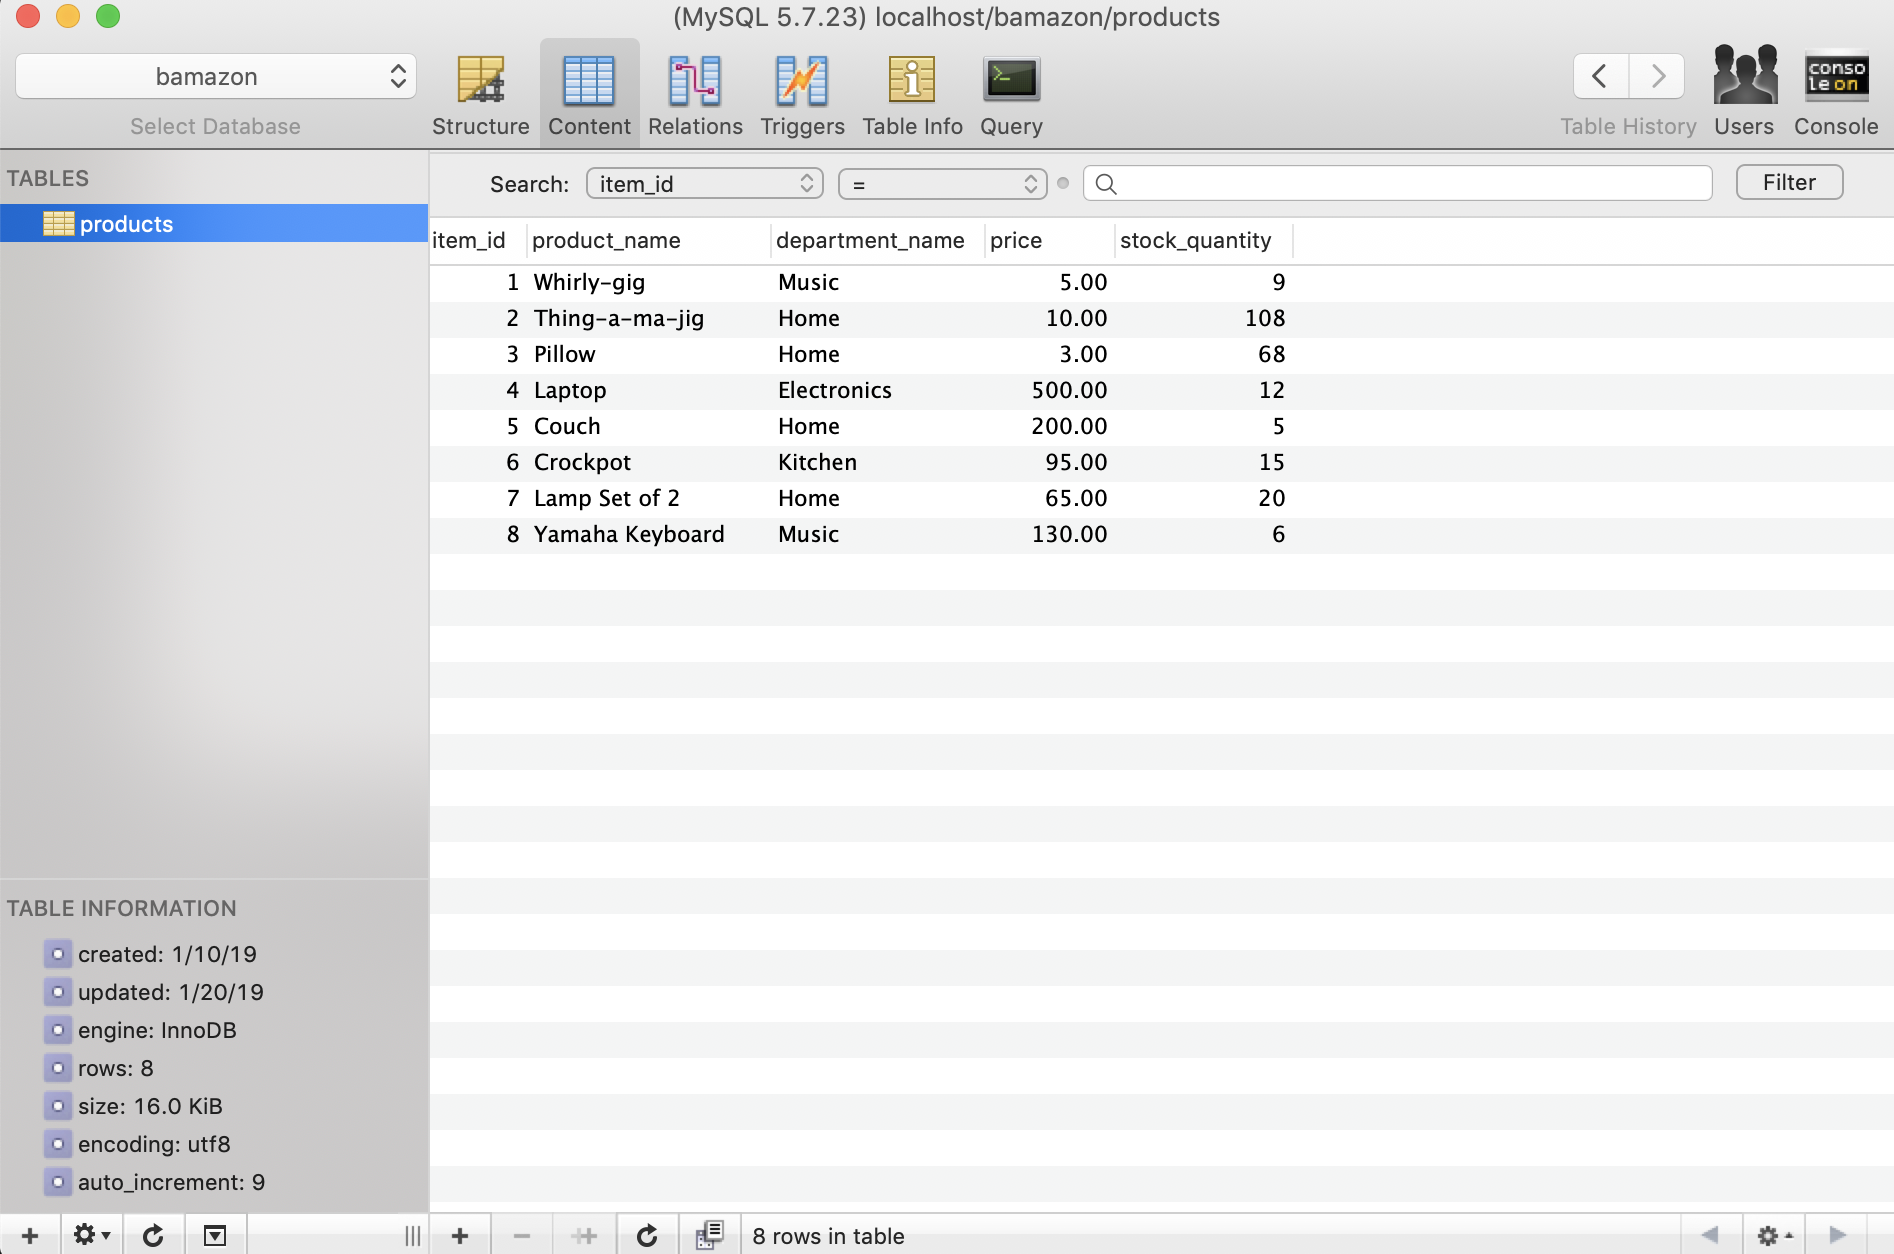 (MySQL 5.7.23) localhost/bamazon/products
bamazon
Select Database
Structure Content Relations Triggers Table Info Query
Table History Users Console
conso
le on
TABLES
products
Search: item_id = Filter
item_id product_name department_name price stock_quantity
1 Whirly-gig Music 5.00 9
2 Thing-a-ma-jig Home 10.00 108
3 Pillow Home 3.00 68
4 Laptop Electronics 500.00 12
5 Couch Home 200.00 5
6 Crockpot Kitchen 95.00 15
7 Lamp Set of 2 Home 65.00 20
8 Yamaha Keyboard Music 130.00 6
TABLE INFORMATION
created: 1/10/19
updated: 1/20/19
engine: InnoDB
rows: 8
size: 16.0 KiB
encoding: utf8
auto_increment: 9
8 rows in table